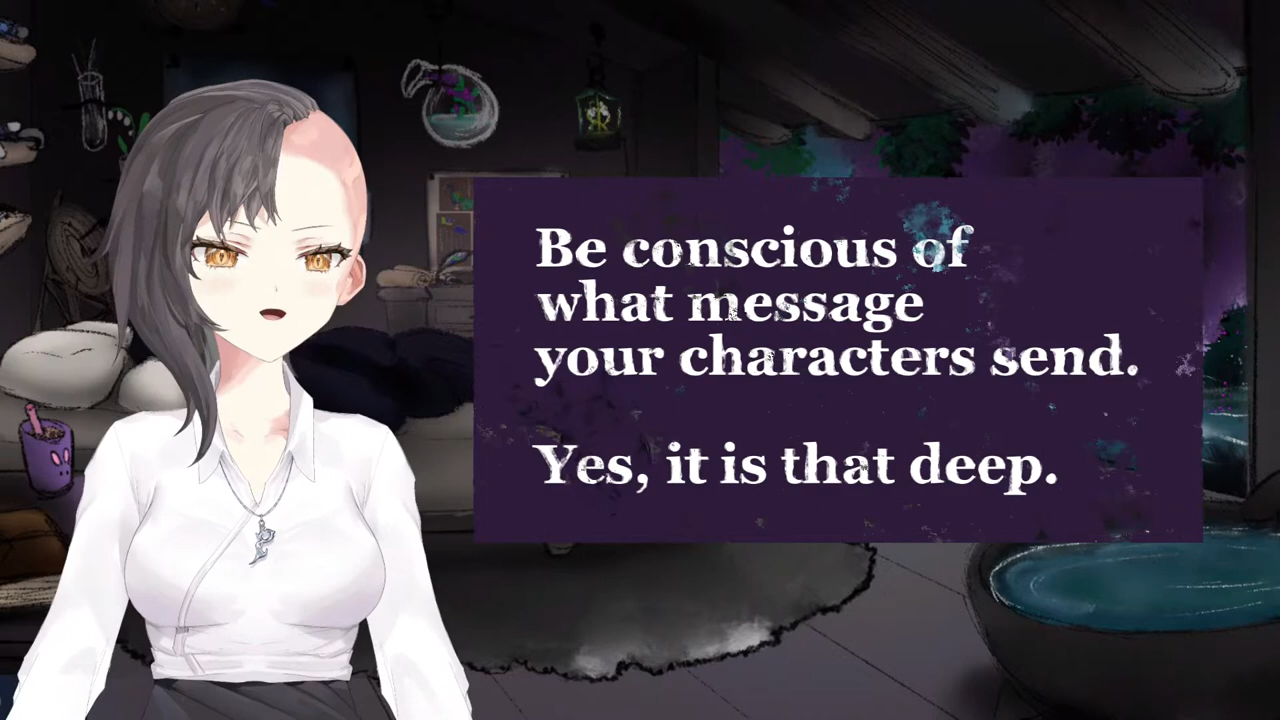 Be conscious of
what message
your characters send.
Yes, it is that deep.